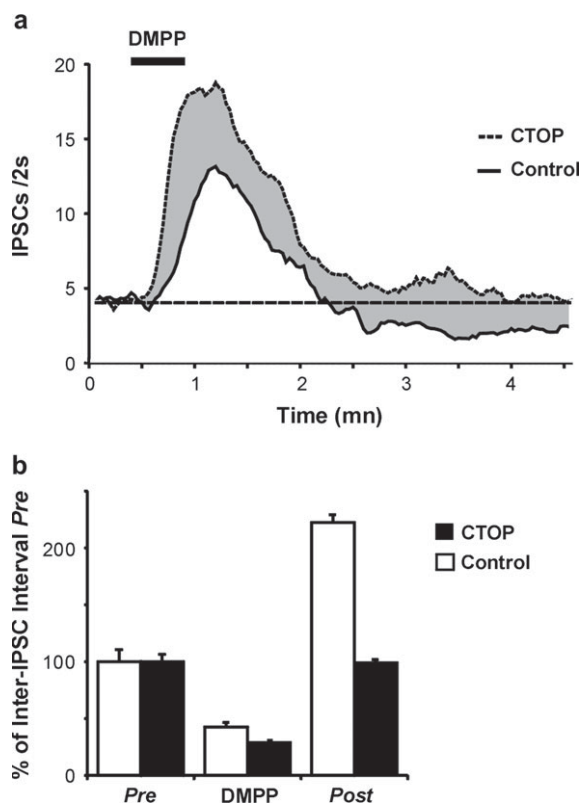 a
DMPP
20
15
10
5
0
IPSCs /2s
CTOP
Control
0 1 2 3 4
Time (mn)
b
200
100
0
% of Inter-IPSC Interval Pre
CTOP
Control
Pre DMPP Post